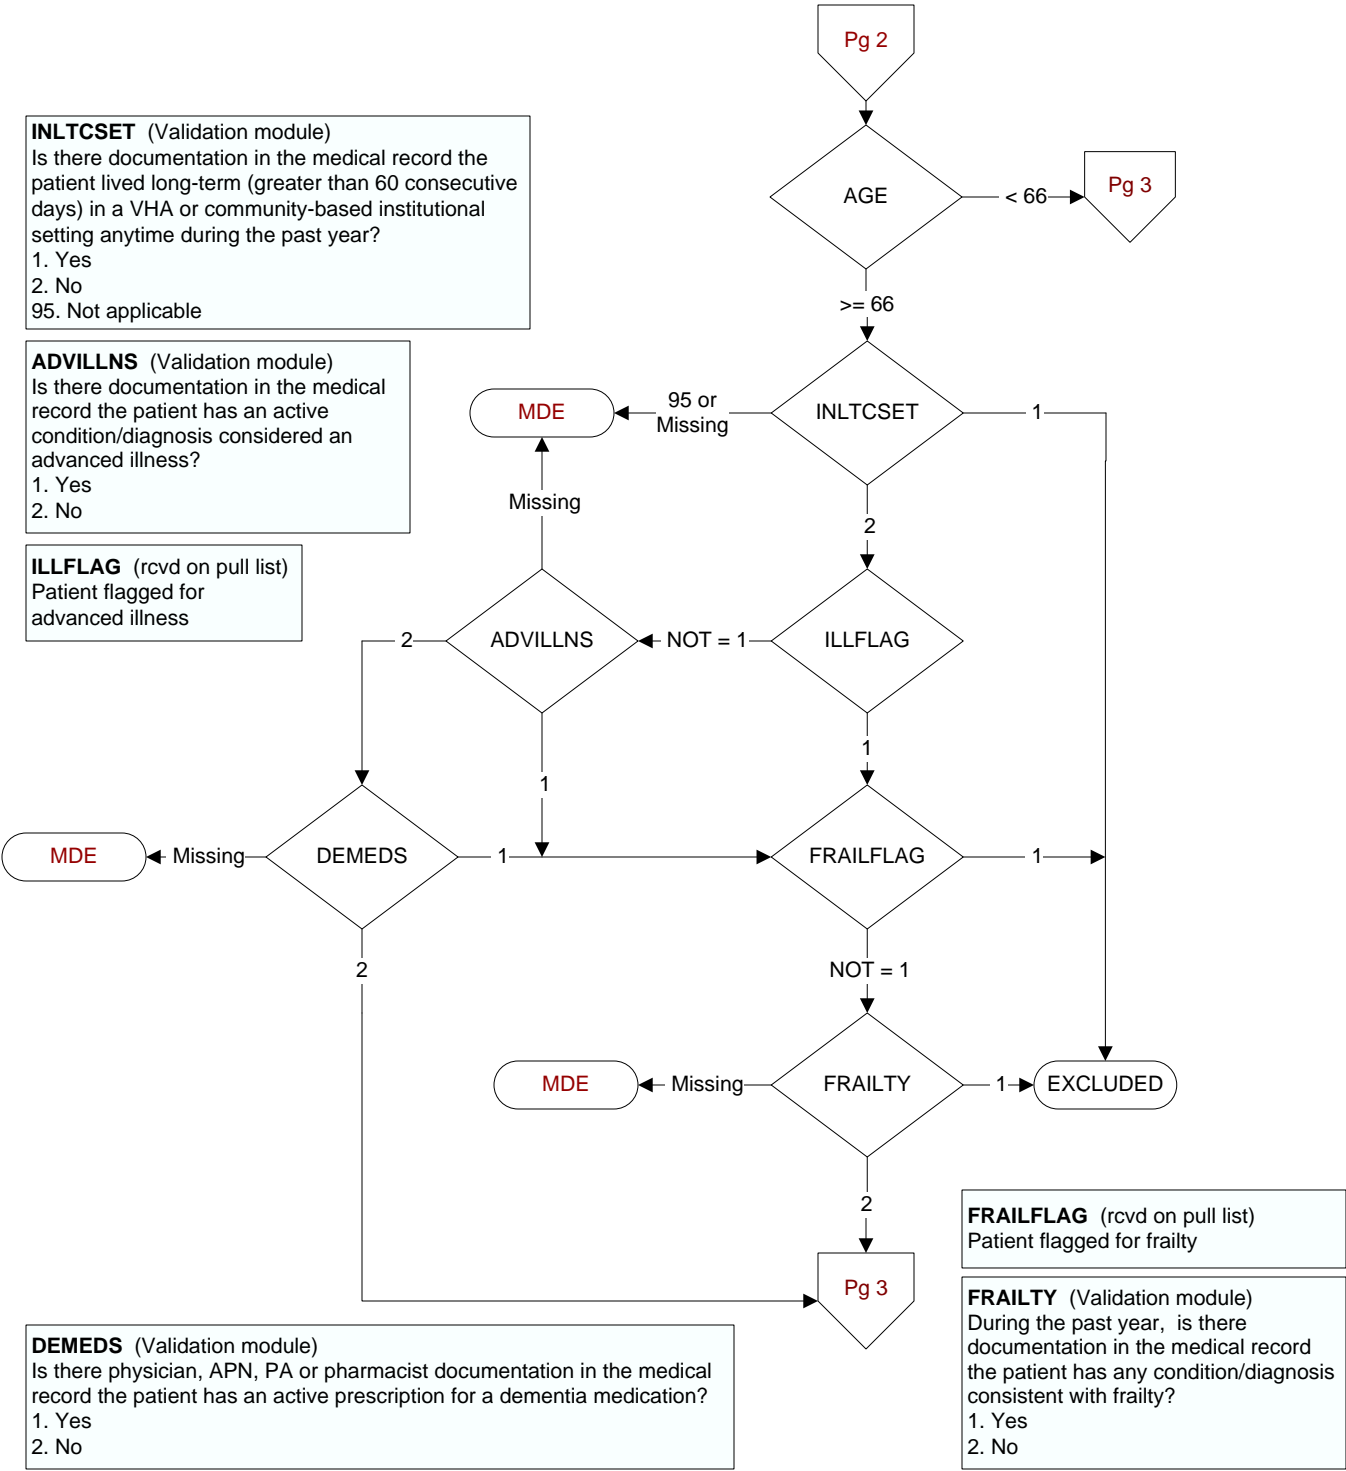 Pg 2
INLTCSET (Validation module)
Is there documentation in the medical record the
patient lived long-term (greater than 60 consecutive
days) in a VHA or community-based institutional
setting anytime during the past year?
1. Yes
2. No
95. Not applicable
AGE
< 66
Pg 3
>= 66
ADVILLNS (Validation module)
Is there documentation in the medical
record the patient has an active
condition/diagnosis considered an
advanced illness?
1. Yes
2. No
MDE
95 or
Missing
INLTCSET
1
Missing
2
ILLFLAG (rcvd on pull list)
Patient flagged for
advanced illness
2
ADVILLNS
NOT = 1
ILLFLAG
1
1
MDE
Missing
DEMEDS
1
FRAILFLAG
1
2
NOT = 1
MDE
Missing
FRAILTY
1
EXCLUDED
2
Pg 3
FRAILFLAG (rcvd on pull list)
Patient flagged for frailty
FRAILTY (Validation module)
During the past year, is there
documentation in the medical record
the patient has any condition/diagnosis
consistent with frailty?
1. Yes
2. No
DEMEDS (Validation module)
Is there physician, APN, PA or pharmacist documentation in the medical
record the patient has an active prescription for a dementia medication?
1. Yes
2. No